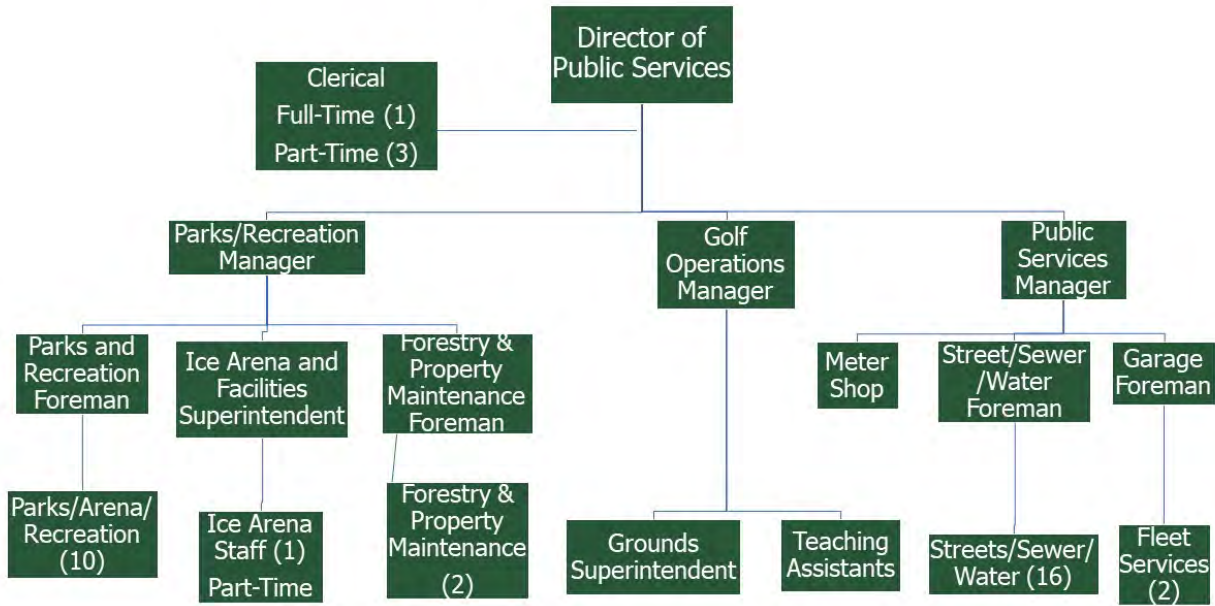 Director of
Public Services
Clerical
Full-Time (1)
Part-Time (3)
Parks/Recreation
Manager
Golf
Operations
Manager
Public
Services
Manager
Parks and
Recreation
Foreman
Ice Arena and
Facilities
Superintendent
Forestry &
Property
Maintenance
Foreman
Meter
Shop
Street/Sewer
/Water
Foreman
Garage
Foreman
Parks/Arena/
Recreation
(10)
Ice Arena
Staff (1)
Part-Time
Forestry &
Property
Maintenance
(2)
Grounds
Superintendent
Teaching
Assistants
Streets/Sewer/
Water (16)
Fleet
Services
(2)